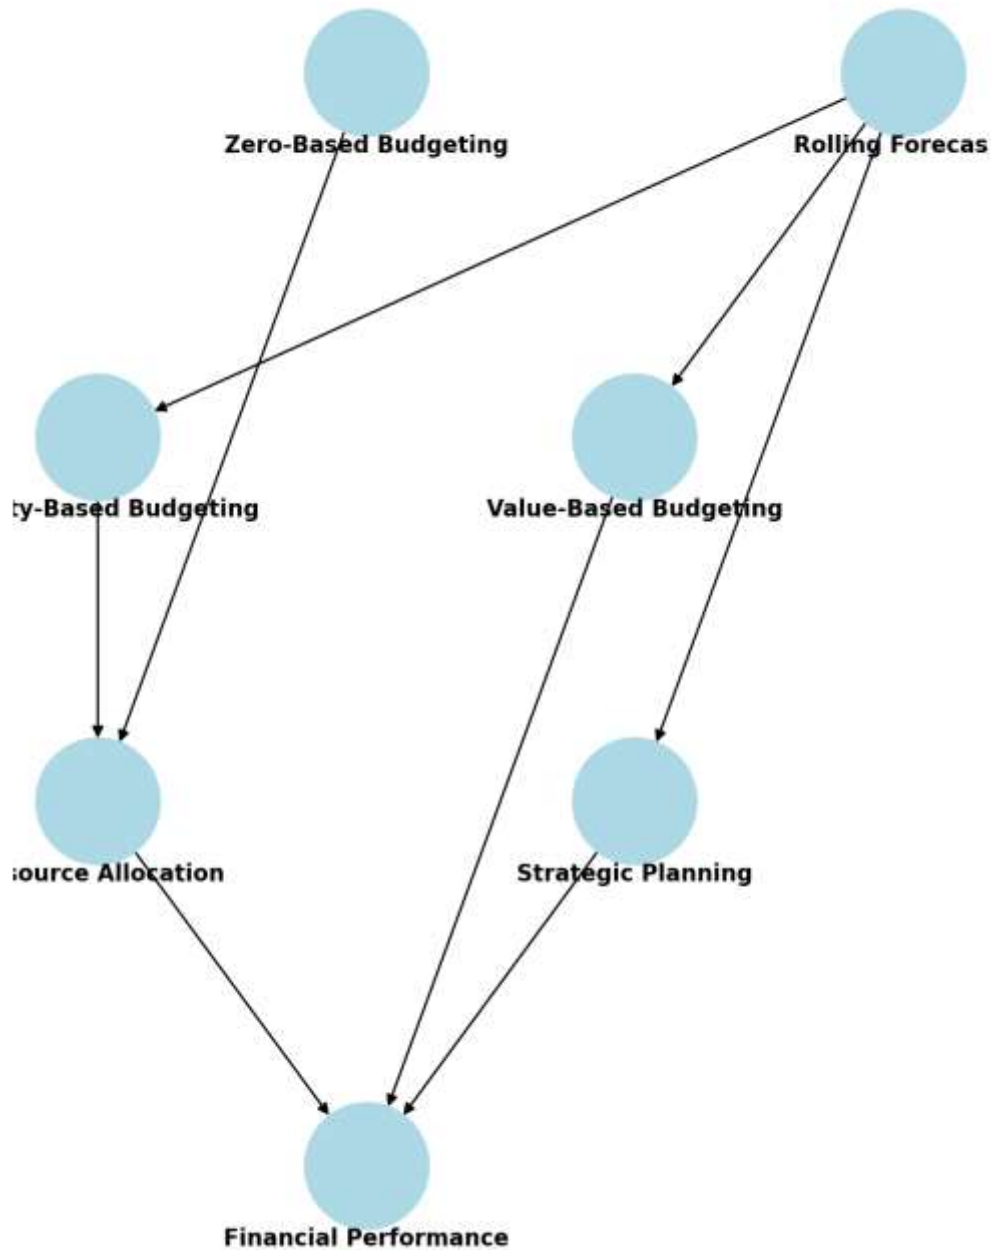 Zero-Based Budgeting
Rolling Forecas
ty-Based Budgeting
Value-Based Budgeting
source Allocation
Strategic Planning
Financial Performance